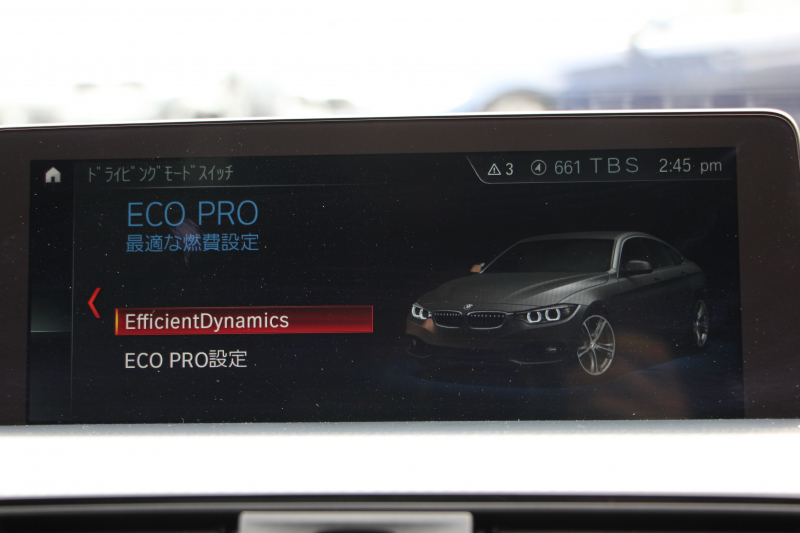 ﾄﾞﾗｲﾋﾞﾝｸﾞﾓｰﾄﾞｽｲｯﾁ
3 661 TBS 2:45 pm
ECO PRO
最適な燃費設定
EfficientDynamics
ECO PRO設定